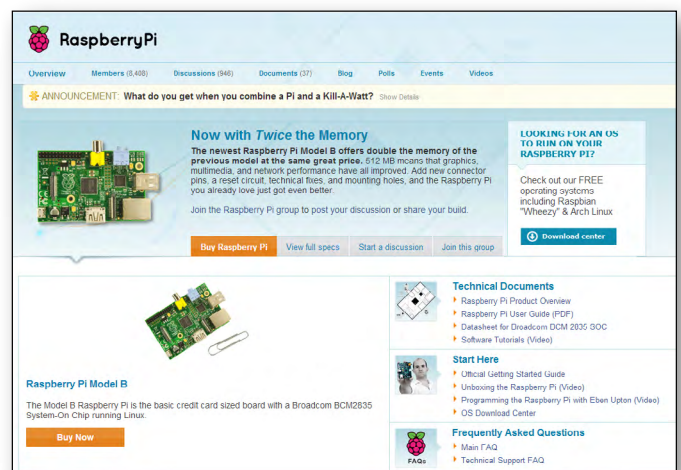 RaspberryPi
Overview Members (8,408) Discussions (946) Documents (37) Blog Polls Events Videos
ANNOUNCEMENT: What do you get when you combine a Pi and a Kill-A-Watt? Show Details
Now with Twice the Memory
The newest Raspberry Pi Model B offers double the memory of the
previous model at the same great price. 512 MB means that graphics,
multimedia, and network performance have all improved. Add new connector
pins, a reset circuit, technical fixes, and mounting holes, and the Raspberry Pi
you already love just got even better.
Join the Raspberry Pi group to post your discussion or share your build.
Buy Raspberry Pi View full specs Start a discussion Join this group
LOOKING FOR AN OS
TO RUN ON YOUR
RASPBERRY PI?
Check out our FREE
operating systems
including Raspbian
"Wheezy" & Arch Linux
Download center
Raspberry Pi Model B
The Model B Raspberry Pi is the basic credit card sized board with a Broadcom BCM2835
System-On Chip running Linux.
Buy Now
Technical Documents
Raspberry Pi Product Overview
Raspberry Pi User Guide (PDF)
Datasheet for Broadcom DCM 2035 SOC
Software Tutorials (Video)
Start Here
Official Getting Started Guide
Unboxing the Raspberry Pi (Video)
Programming the Raspberry Pi with Eben Upton (Video)
OS Download Center
FAQs
Frequently Asked Questions
Main FAQ
Technical Support FAQ